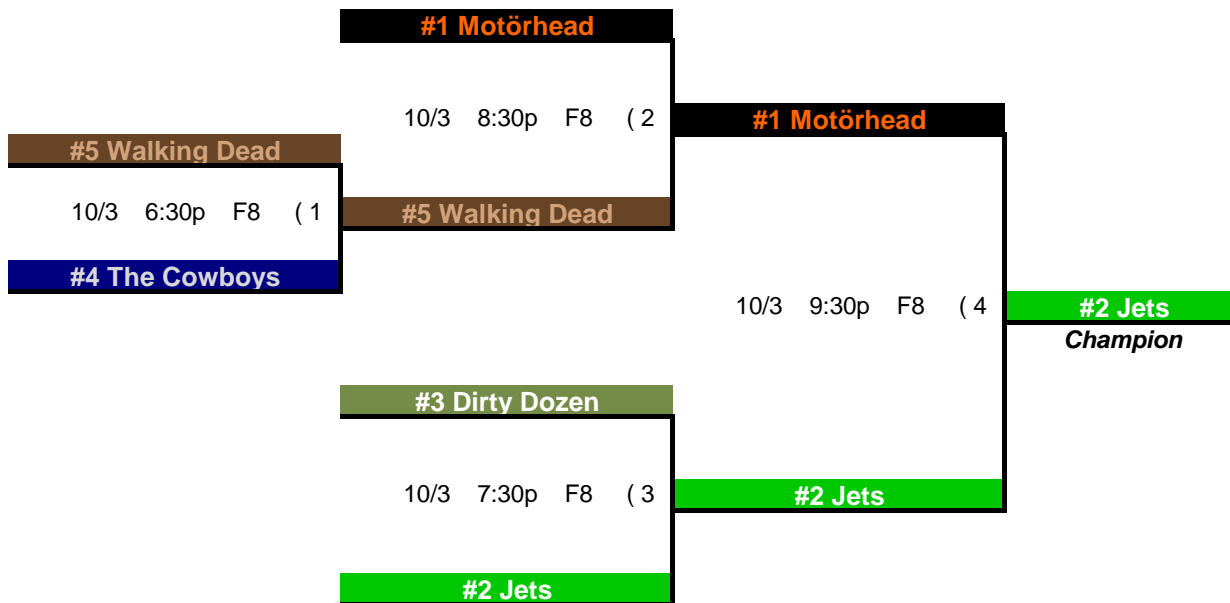 #1 Motörhead
10/3 8:30p F8 ( 2
#1 Motörhead
#5 Walking Dead
10/3 6:30p F8 ( 1
#5 Walking Dead
#4 The Cowboys
10/3 9:30p F8 ( 4
#2 Jets
Champion
#3 Dirty Dozen
10/3 7:30p F8 ( 3
#2 Jets
#2 Jets